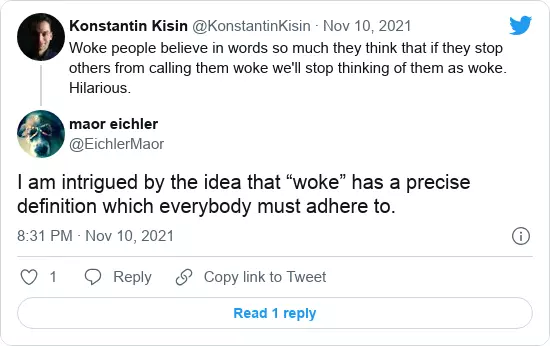 Konstantin Kisin @KonstantinKisin · Nov 10, 2021
Woke people believe in words so much they think that if they stop
others from calling them woke we'll stop thinking of them as woke.
Hilarious.
maor eichler
@EichlerMaor
I am intrigued by the idea that “woke” has a precise
definition which everybody must adhere to.
8:31 PM · Nov 10, 2021
1 Reply Copy link to Tweet
Read 1 reply